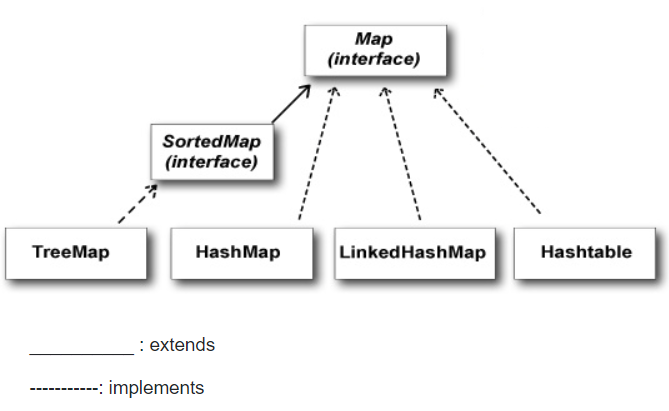 Map
(interface)
SortedMap
(interface)
TreeMap
HashMap
LinkedHashMap
Hashtable
___________ : extends
-----------: implements